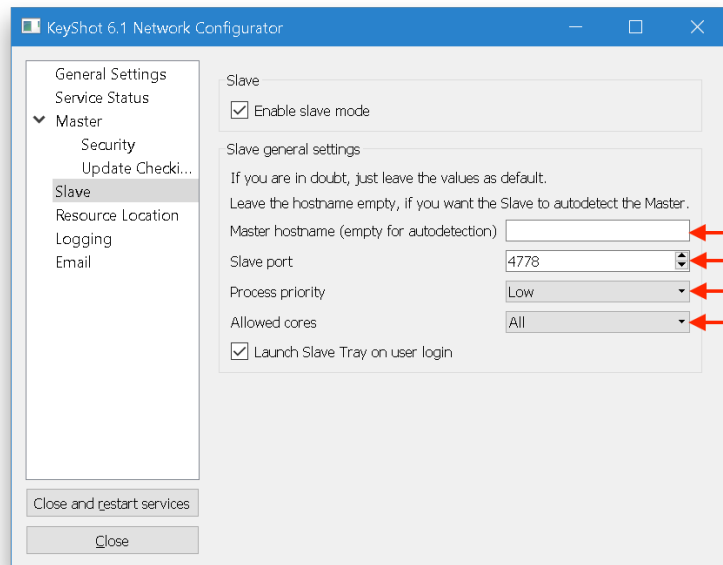 KeyShot 6.1 Network Configurator
General Settings
Service Status
Master
Security
Update Checki...
Slave
Resource Location
Logging
Email
Close and restart services
Close
Slave
Enable slave mode
Slave general settings
If you are in doubt, just leave the values as default.
Leave the hostname empty, if you want the Slave to autodetect the Master.
Master hostname (empty for autodetection)
Slave port 4778
Process priority Low
Allowed cores All
Launch Slave Tray on user login